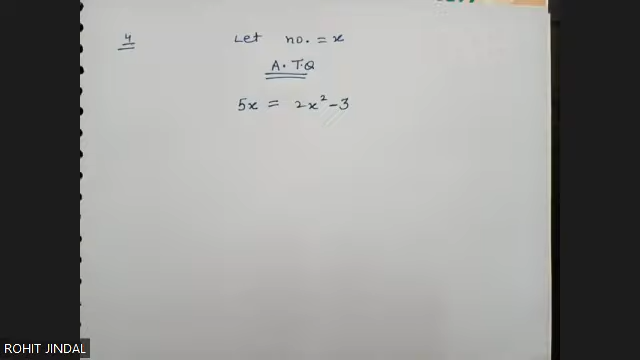 4 Let no. = x
A.T.Q
5x = 2x² - 3
ROHIT JINDAL